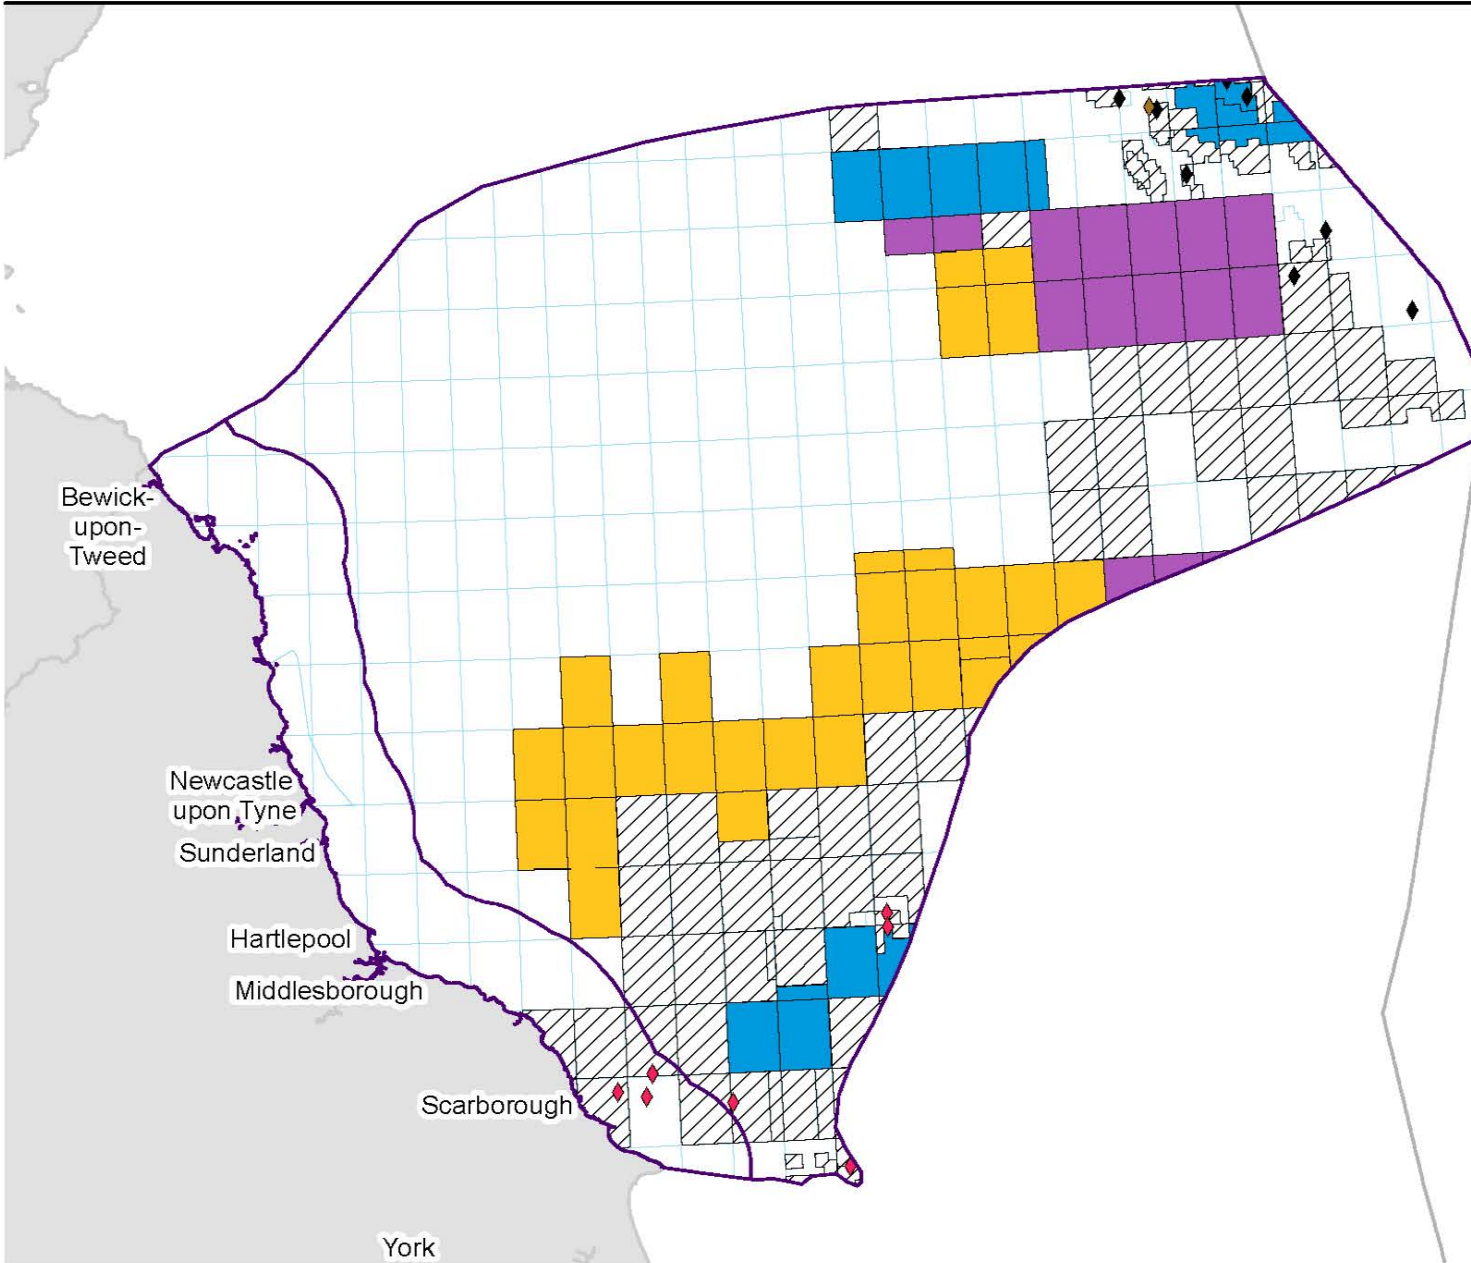 Bewick-
upon-
Tweed
Newcastle
upon Tyne
Sunderland
Hartlepool
Middlesborough
Scarborough
York